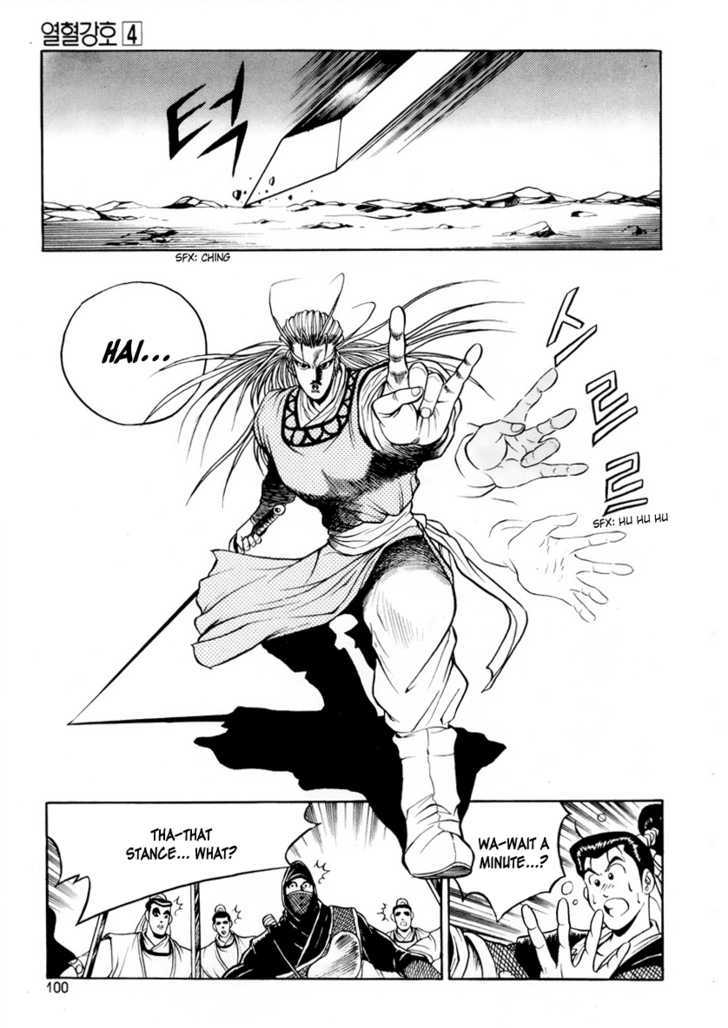 열혈강호 4
턱
SFX: CHING
HAI...
스
르
르
SFX: HU HU HU
THA-THAT
STANCE... WHAT?
WA-WAIT A
MINUTE...?
100